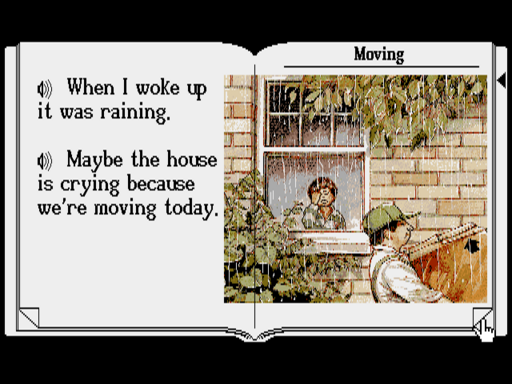 Moving
When I woke up
it was raining.
Maybe the house
is crying because
we're moving today.